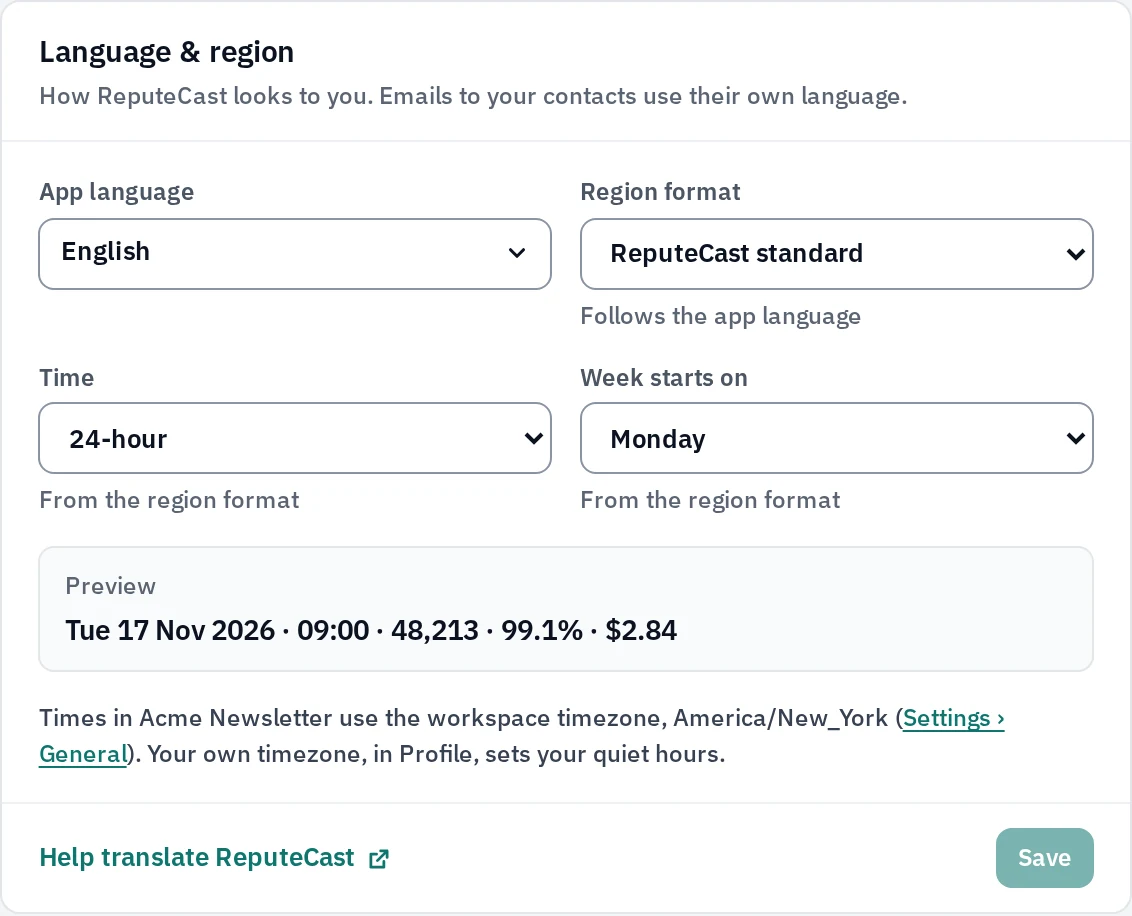 Language & region
How ReputeCast looks to you. Emails to your contacts use their own language.
App language
English
Region format
ReputeCast standard
Follows the app language
Time
24-hour
From the region format
Week starts on
Monday
From the region format
Preview
Tue 17 Nov 2026 · 09:00 · 48,213 · 99.1% · $2.84
Times in Acme Newsletter use the workspace timezone, America/New_York (Settings ›
General). Your own timezone, in Profile, sets your quiet hours.
Help translate ReputeCast
Save